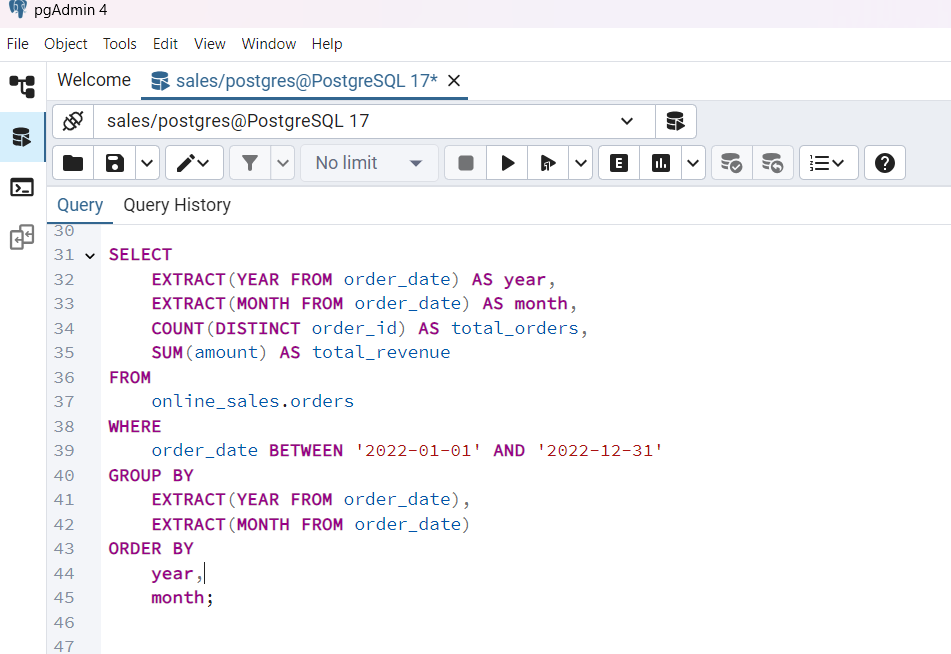 pgAdmin 4
File Object Tools Edit View Window Help
Welcome sales/postgres@PostgreSQL 17*
sales/postgres@PostgreSQL 17
No limit E
Query Query History
30
31 SELECT
32 EXTRACT(YEAR FROM order_date) AS year,
33 EXTRACT(MONTH FROM order_date) AS month,
34 COUNT(DISTINCT order_id) AS total_orders,
35 SUM(amount) AS total_revenue
36 FROM
37 online_sales.orders
38 WHERE
39 order_date BETWEEN '2022-01-01' AND '2022-12-31'
40 GROUP BY
41 EXTRACT(YEAR FROM order_date),
42 EXTRACT(MONTH FROM order_date)
43 ORDER BY
44 year,
45 month;
46
47